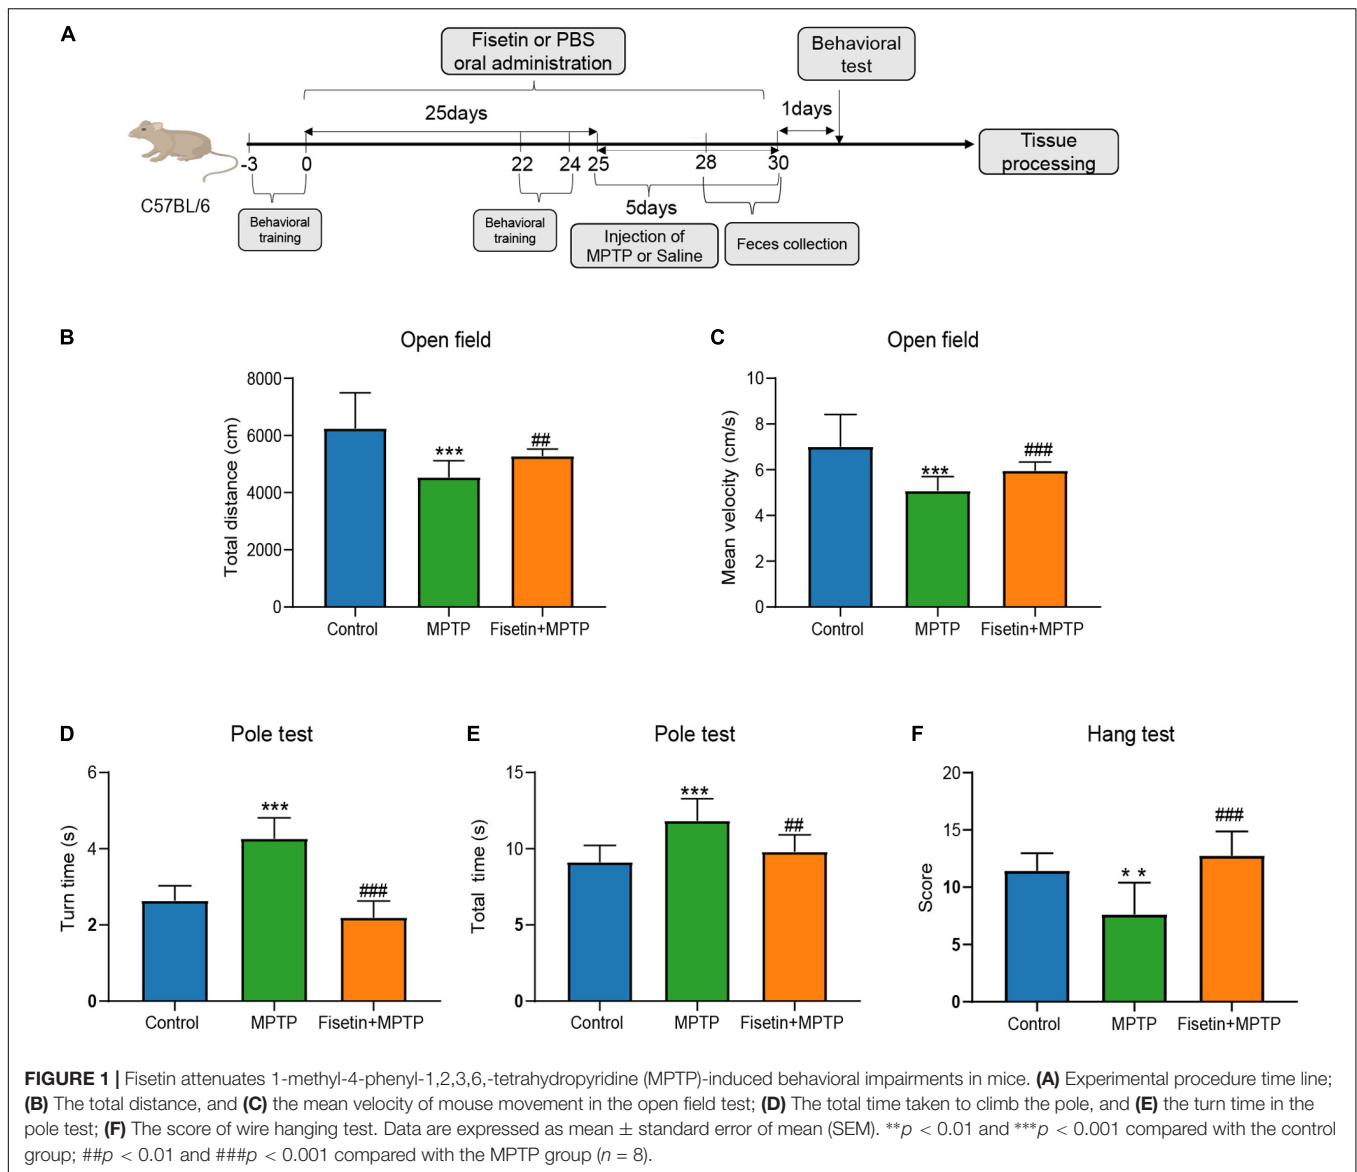 A
Fisetin or PBS
oral administration
Behavioral
test
25days
1days
-3
0
22
24
25
28
30
Tissue
processing
C57BL/6
Behavioral
training
Behavioral
training
5days
Injection of
MPTP or Saline
Feces collection
B
Open field
8000
6000
4000
2000
0
Total distance (cm)
***
##
Control
MPTP
Fisetin+MPTP
C
Open field
10
8
6
4
2
0
Mean velocity (cm/s)
***
###
Control
MPTP
Fisetin+MPTP
D
Pole test
6
4
2
0
Turn time (s)
***
###
Control
MPTP
Fisetin+MPTP
E
Pole test
15
10
5
0
Total time (s)
***
##
Control
MPTP
Fisetin+MPTP
F
Hang test
20
15
10
5
0
Score
* *
###
Control
MPTP
Fisetin+MPTP
FIGURE 1 | Fisetin attenuates 1-methyl-4-phenyl-1,2,3,6,-tetrahydropyridine (MPTP)-induced behavioral impairments in mice. (A) Experimental procedure time line;
(B) The total distance, and (C) the mean velocity of mouse movement in the open field test; (D) The total time taken to climb the pole, and (E) the turn time in the
pole test; (F) The score of wire hanging test. Data are expressed as mean ± standard error of mean (SEM). **p < 0.01 and ***p < 0.001 compared with the control
group; ##p < 0.01 and ###p < 0.001 compared with the MPTP group (n = 8).